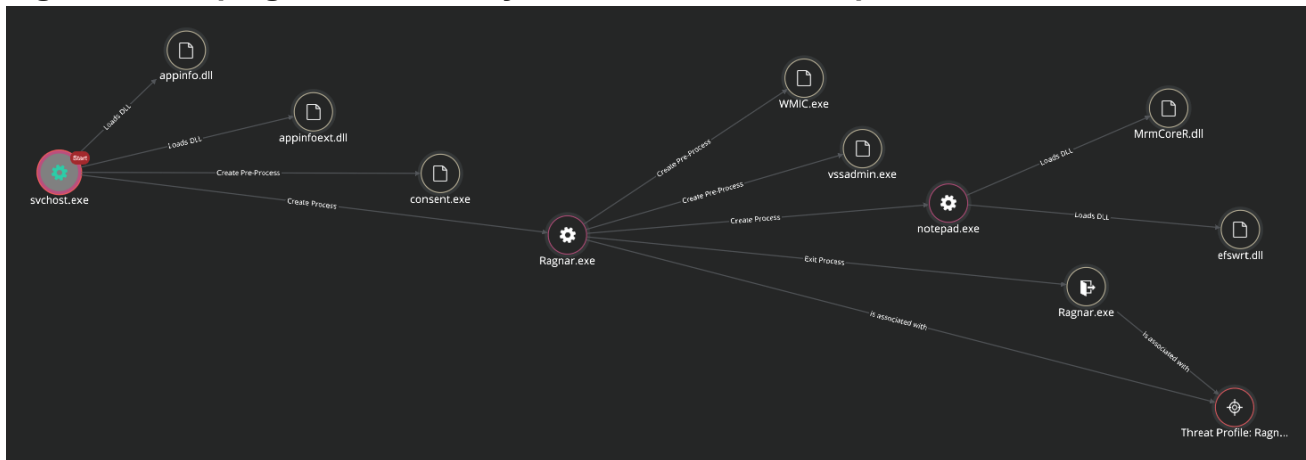 appinfo.dll
Loads DLL
appinfoext.dll
Loads DLL
Start
svchost.exe
Create Pre-Process
consent.exe
Create Process
Ragnar.exe
Create Pre-Process
WMIC.exe
Create Pre-Process
vssadmin.exe
Create Process
notepad.exe
Loads DLL
MrmCoreR.dll
Loads DLL
efswrt.dll
Exit Process
Ragnar.exe
is associated with
is associated with
Threat Profile: Ragn...